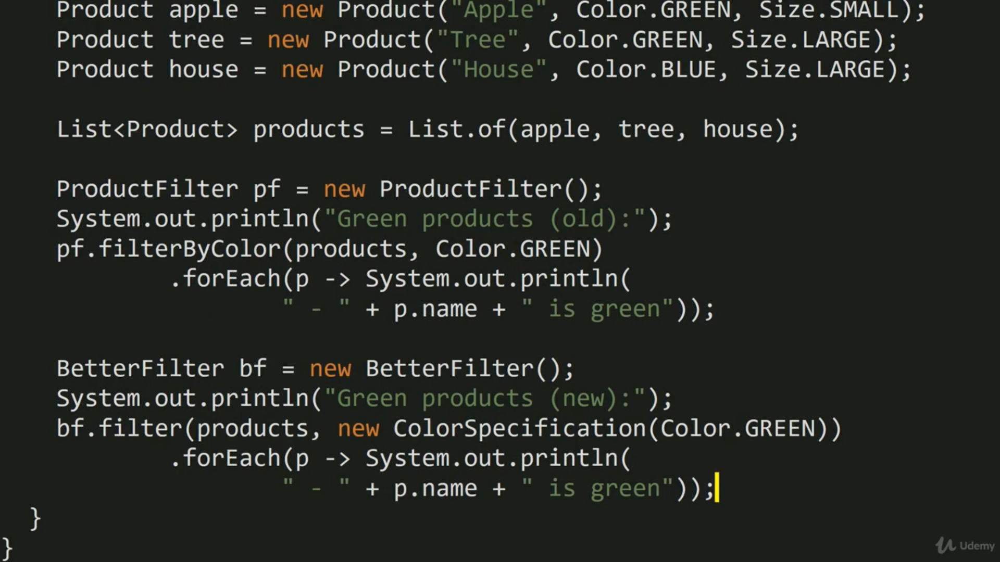 Product apple = new Product("Apple", Color.GREEN, Size.SMALL);
Product tree = new Product("Tree", Color.GREEN, Size.LARGE);
Product house = new Product("House", Color.BLUE, Size.LARGE);
List<Product> products = List.of(apple, tree, house);
ProductFilter pf = new ProductFilter();
System.out.println("Green products (old):");
pf.filterByColor(products, Color.GREEN)
.forEach(p -> System.out.println(
" - " + p.name + " is green"));
BetterFilter bf = new BetterFilter();
System.out.println("Green products (new):");
bf.filter(products, new ColorSpecification(Color.GREEN))
.forEach(p -> System.out.println(
" - " + p.name + " is green"));
}
}
Udemy